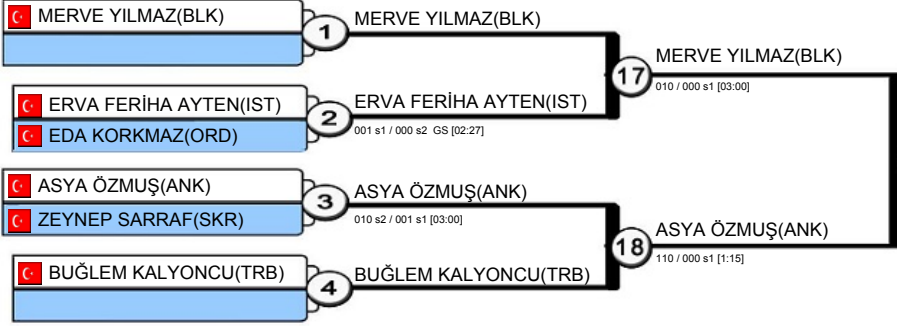 MERVE YILMAZ(BLK)
1
MERVE YILMAZ(BLK)
17
MERVE YILMAZ(BLK)
010 / 000 s1 [03:00]
ERVA FERİHA AYTEN(IST)
EDA KORKMAZ(ORD)
2
ERVA FERİHA AYTEN(IST)
001 s1 / 000 s2 GS [02:27]
ASYA ÖZMUŞ(ANK)
ZEYNEP SARRAF(SKR)
3
ASYA ÖZMUŞ(ANK)
010 s2 / 001 s1 [03:00]
18
ASYA ÖZMUŞ(ANK)
110 / 000 s1 [1:15]
BUĞLEM KALYONCU(TRB)
4
BUĞLEM KALYONCU(TRB)